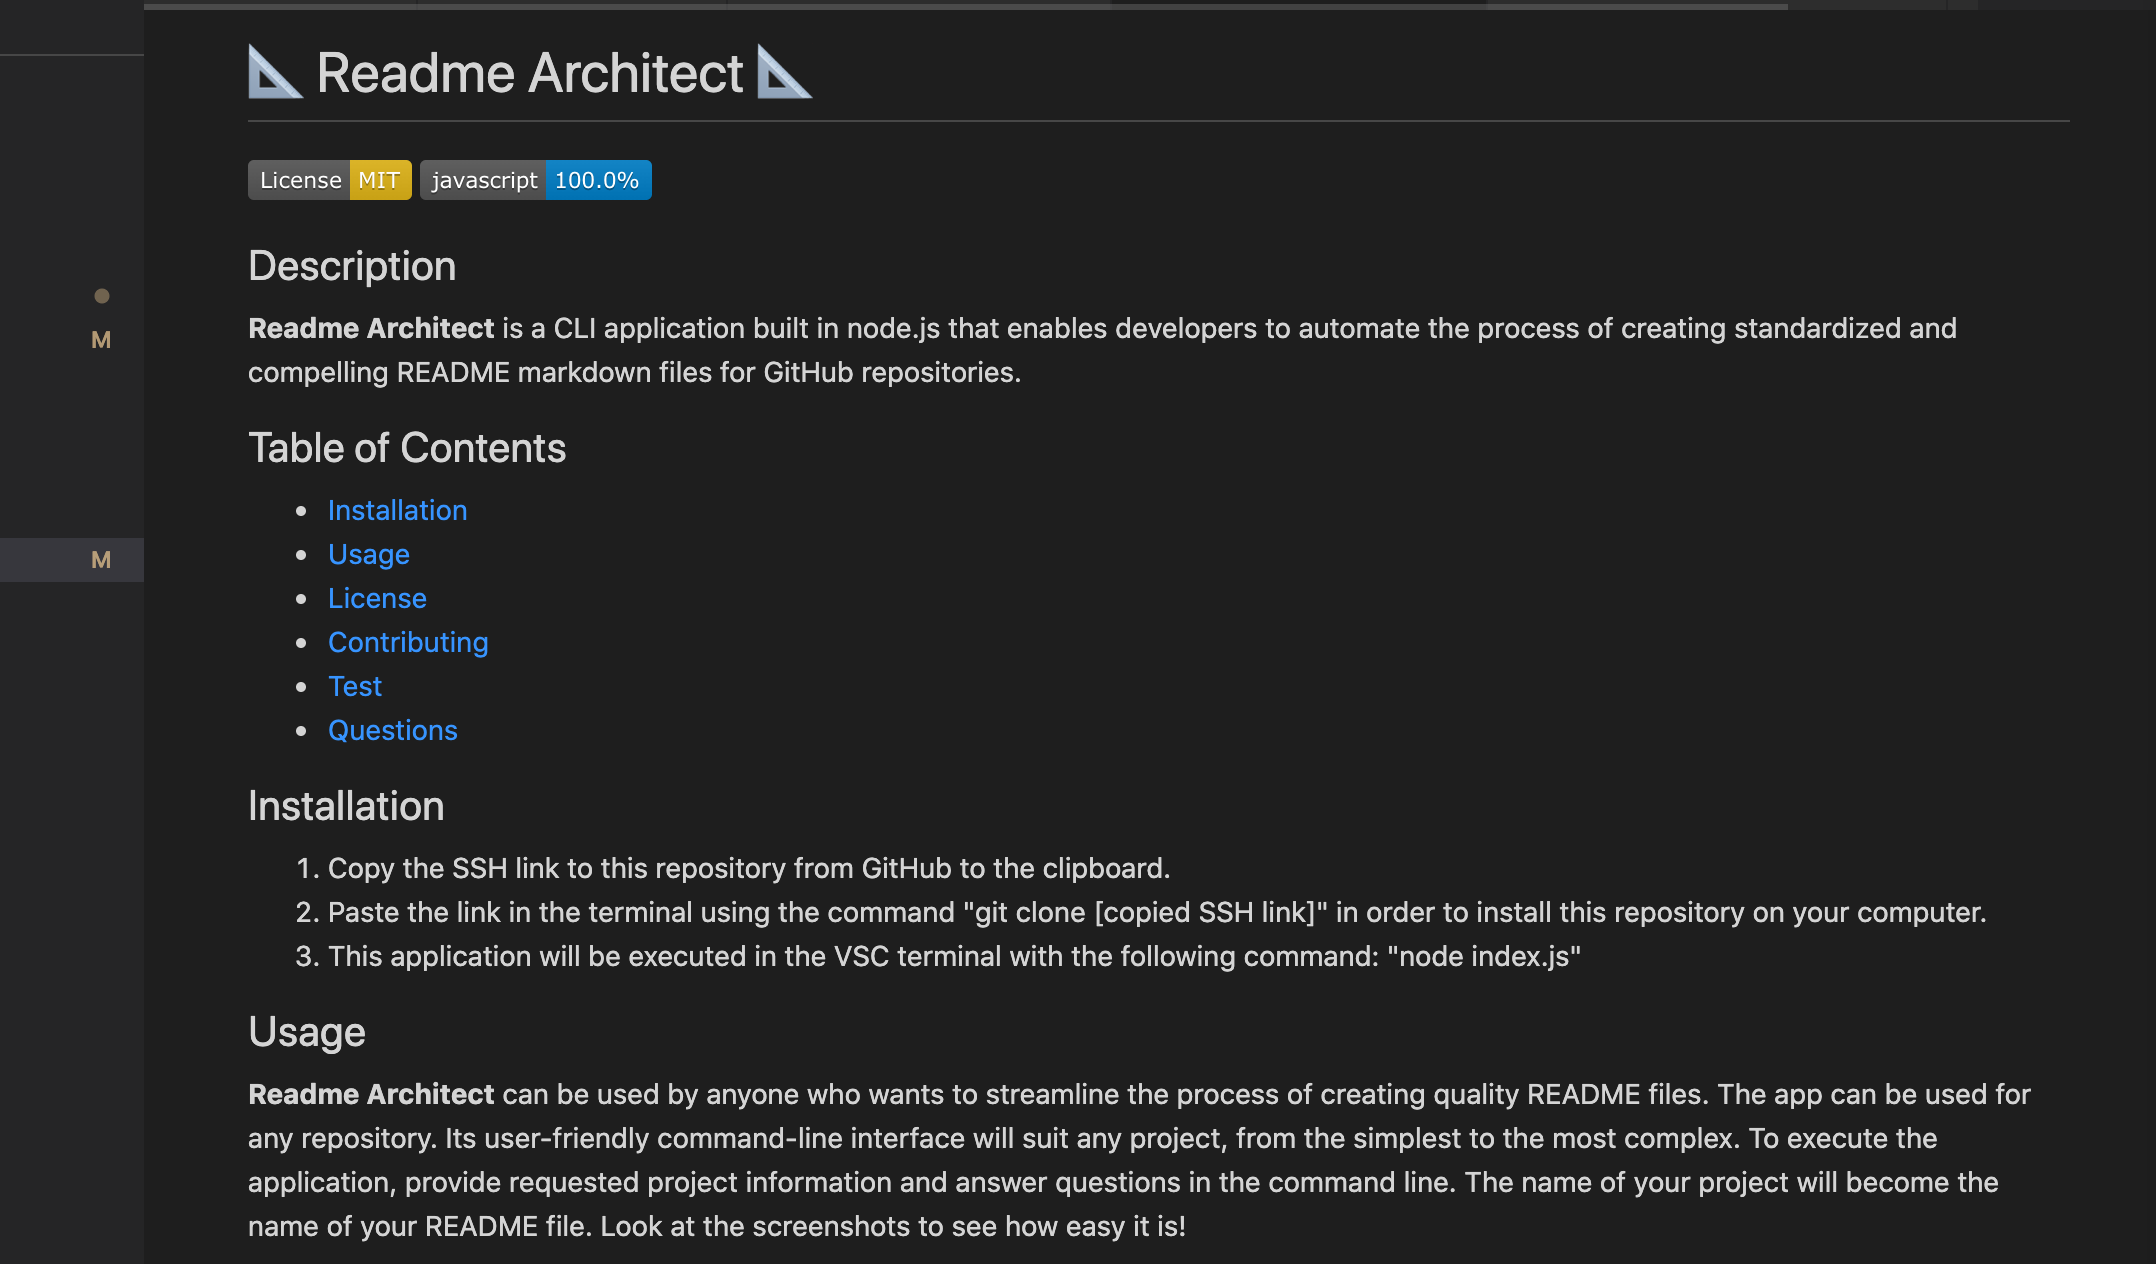 Readme Architect
License MIT javascript 100.0%
Description
Readme Architect is a CLI application built in node.js that enables developers to automate the process of creating standardized and
compelling README markdown files for GitHub repositories.
Table of Contents
• Installation
• Usage
• License
• Contributing
• Test
• Questions
Installation
1. Copy the SSH link to this repository from GitHub to the clipboard.
2. Paste the link in the terminal using the command "git clone [copied SSH link]" in order to install this repository on your computer.
3. This application will be executed in the VSC terminal with the following command: "node index.js"
Usage
Readme Architect can be used by anyone who wants to streamline the process of creating quality README files. The app can be used for
any repository. Its user-friendly command-line interface will suit any project, from the simplest to the most complex. To execute the
application, provide requested project information and answer questions in the command line. The name of your project will become the
name of your README file. Look at the screenshots to see how easy it is!
M
M